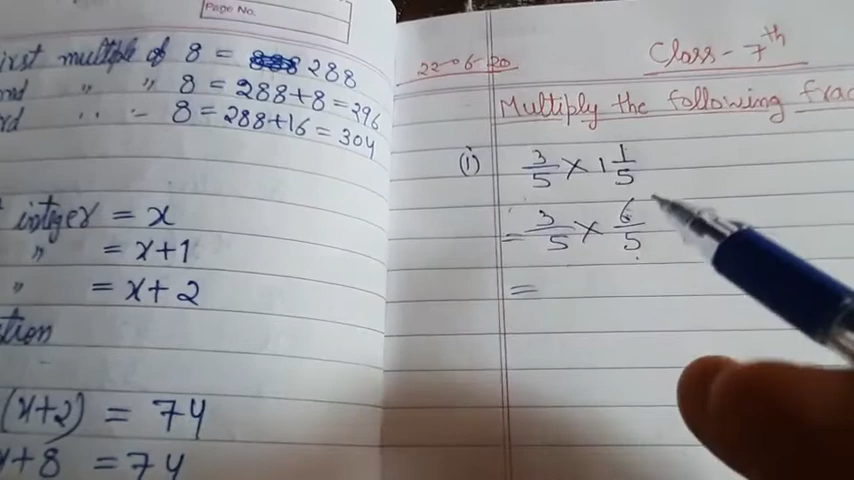 Page No.
irst multiple of 8 = 288
nd " " 8 = 288+8=296
rd " " 8 = 288+16=304
integer = x
" = x+1
" = x+2
tion
(x+2) = 74
x+8 = 74
22-06-20
Class-7th
Multiply the following frac
(i) 3/5 × 1 1/5
= 3/5 × 6/5
=